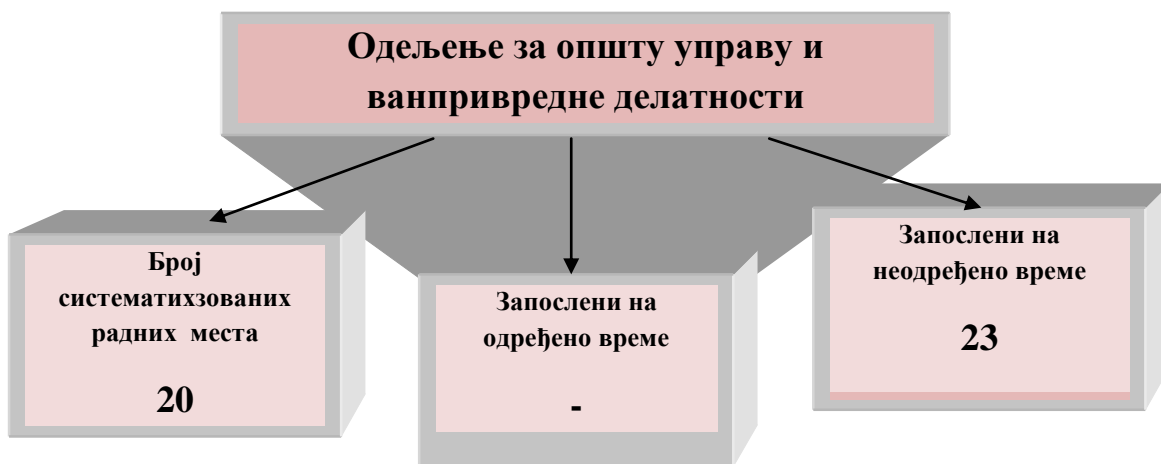 Одељење за општу управу и
ванпривредне делатности
Број
систематихзованих
радних места
20
Запослени на
одређено време
-
Запослени на
неодређено време
23